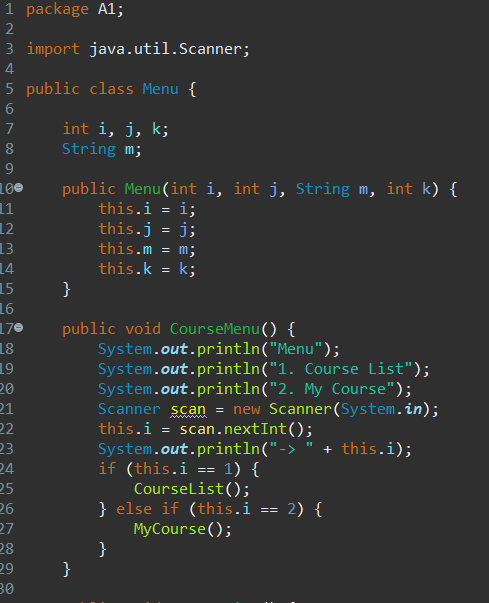 1 package A1;
2
3 import java.util.Scanner;
4
5 public class Menu {
6
7     int i, j, k;
8     String m;
9
10     public Menu(int i, int j, String m, int k) {
11         this.i = i;
12         this.j = j;
13         this.m = m;
14         this.k = k;
15     }
16
17     public void CourseMenu() {
18         System.out.println("Menu");
19         System.out.println("1. Course List");
20         System.out.println("2. My Course");
21         Scanner scan = new Scanner(System.in);
22         this.i = scan.nextInt();
23         System.out.println("-> " + this.i);
24         if (this.i == 1) {
25             CourseList();
26         } else if (this.i == 2) {
27             MyCourse();
28         }
29     }
30